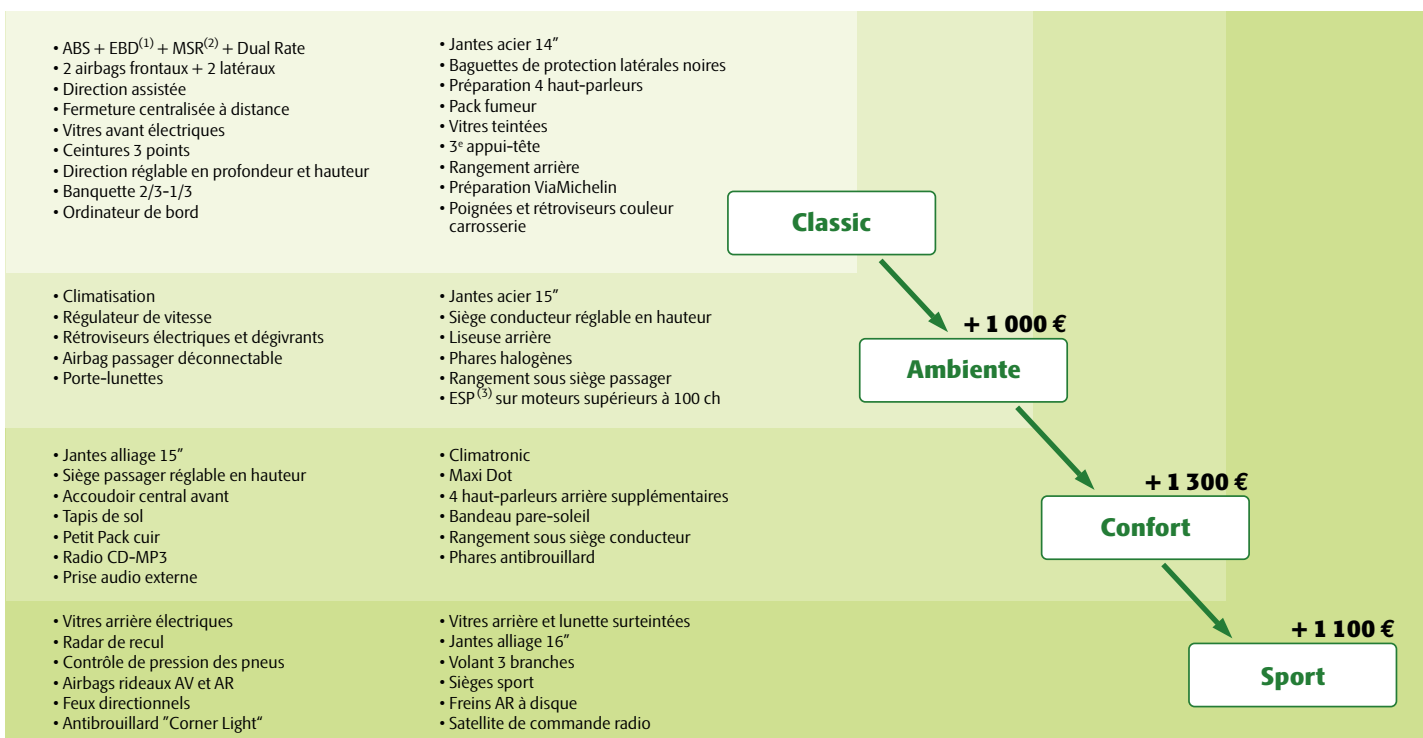 • ABS + EBD(1) + MSR(2) + Dual Rate
• 2 airbags frontaux + 2 latéraux
• Direction assistée
• Fermeture centralisée à distance
• Vitres avant électriques
• Ceintures 3 points
• Direction réglable en profondeur et hauteur
• Banquette 2/3-1/3
• Ordinateur de bord
• Jantes acier 14″
• Baguettes de protection latérales noires
• Préparation 4 haut-parleurs
• Pack fumeur
• Vitres teintées
• 3e appui-tête
• Rangement arrière
• Préparation ViaMichelin
• Poignées et rétroviseurs couleur
carrosserie
Classic
• Climatisation
• Régulateur de vitesse
• Rétroviseurs électriques et dégivrants
• Airbag passager déconnectable
• Porte-lunettes
• Jantes acier 15″
• Siège conducteur réglable en hauteur
• Liseuse arrière
• Phares halogènes
• Rangement sous siège passager
• ESP(3) sur moteurs supérieurs à 100 ch
+ 1 000 €
Ambiente
• Jantes alliage 15″
• Siège passager réglable en hauteur
• Accoudoir central avant
• Tapis de sol
• Petit Pack cuir
• Radio CD-MP3
• Prise audio externe
• Climatronic
• Maxi Dot
• 4 haut-parleurs arrière supplémentaires
• Bandeau pare-soleil
• Rangement sous siège conducteur
• Phares antibrouillard
+ 1 300 €
Confort
• Vitres arrière électriques
• Radar de recul
• Contrôle de pression des pneus
• Airbags rideaux AV et AR
• Feux directionnels
• Antibrouillard ″Corner Light“
• Vitres arrière et lunette surteintées
• Jantes alliage 16″
• Volant 3 branches
• Sièges sport
• Freins AR à disque
• Satellite de commande radio
+ 1 100 €
Sport